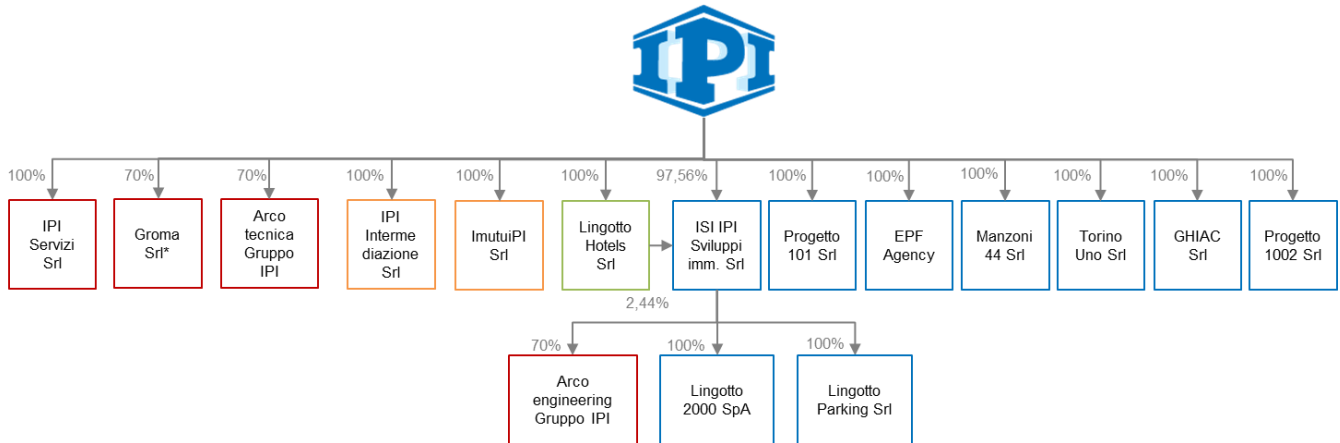 IPI
100%
70%
70%
100%
100%
100%
97,56%
100%
100%
100%
100%
100%
100%
IPI
Servizi
Srl
Groma
Srl*
Arco
tecnica
Gruppo
IPI
IPI
Interme
diazione
Srl
ImutuiPI
Srl
Lingotto
Hotels
Srl
ISI IPI
Sviluppi
imm. Srl
Progetto
101 Srl
EPF
Agency
Manzoni
44 Srl
Torino
Uno Srl
GHIAC
Srl
Progetto
1002 Srl
2,44%
70%
100%
100%
Arco
engineering
Gruppo IPI
Lingotto
2000 SpA
Lingotto
Parking Srl